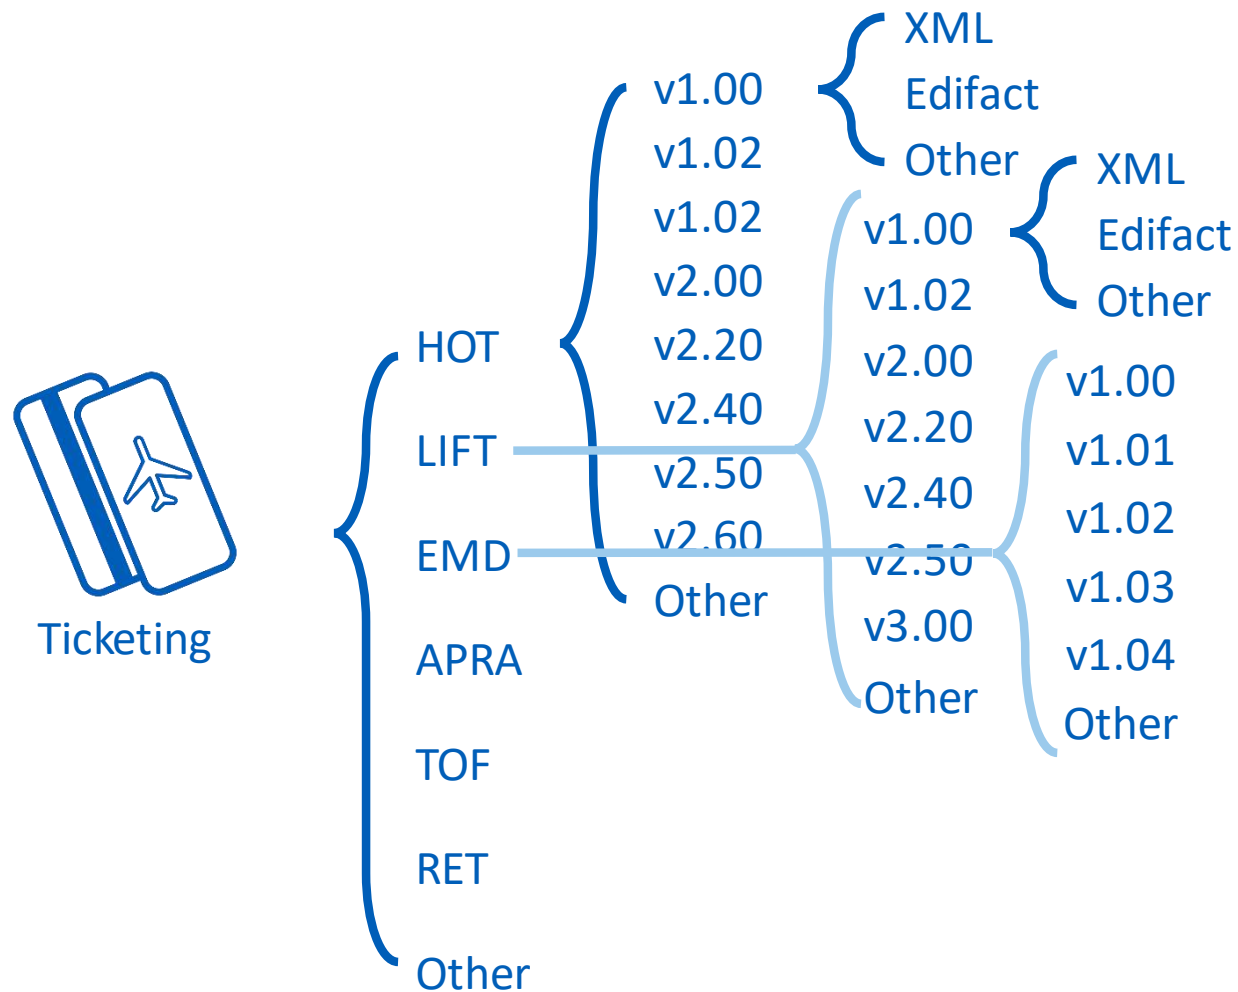 Ticketing
HOT
LIFT
EMD
APRA
TOF
RET
Other
v1.00
v1.02
v1.02
v2.00
v2.20
v2.40
v2.50
v2.60
Other
XML
Edifact
Other
v1.00
v1.02
v2.00
v2.20
v2.40
v2.50
v3.00
Other
XML
Edifact
Other
v1.00
v1.01
v1.02
v1.03
v1.04
Other